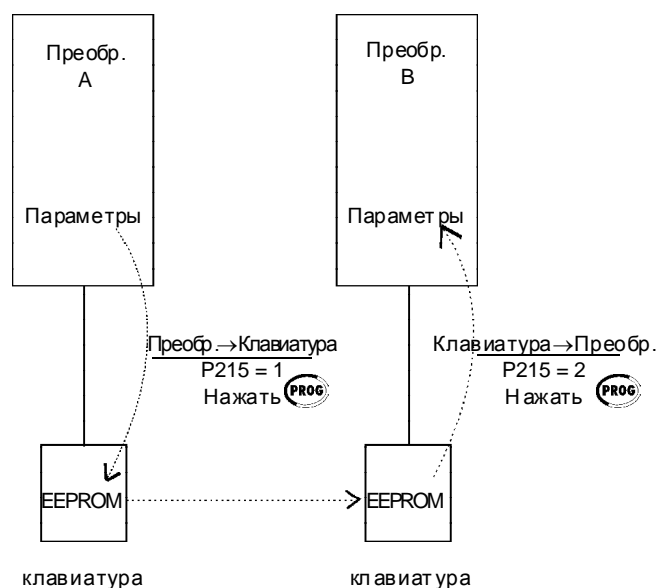 Преобр.
А
Параметры
Преобр.→Клавиатура
P215 = 1
Нажать PROG
EEPROM
клавиатура
Преобр.
В
Параметры
Клавиатура→Преобр.
P215 = 2
Нажать PROG
EEPROM
клавиатура